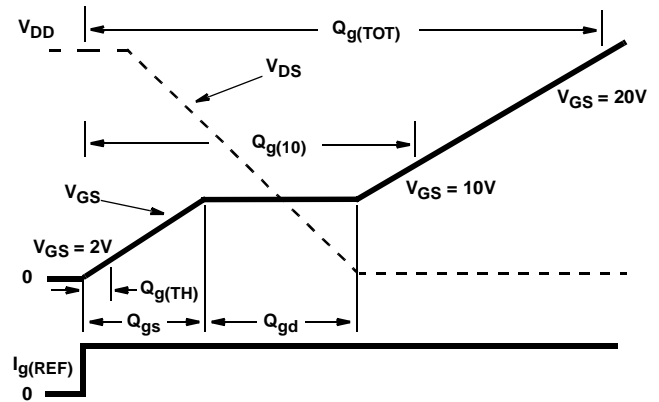 V_DD
Q_g(TOT)
V_DS
V_GS = 20V
Q_g(10)
V_GS
V_GS = 10V
V_GS = 2V
0
Q_g(TH)
Q_gs
Q_gd
I_g(REF)
0